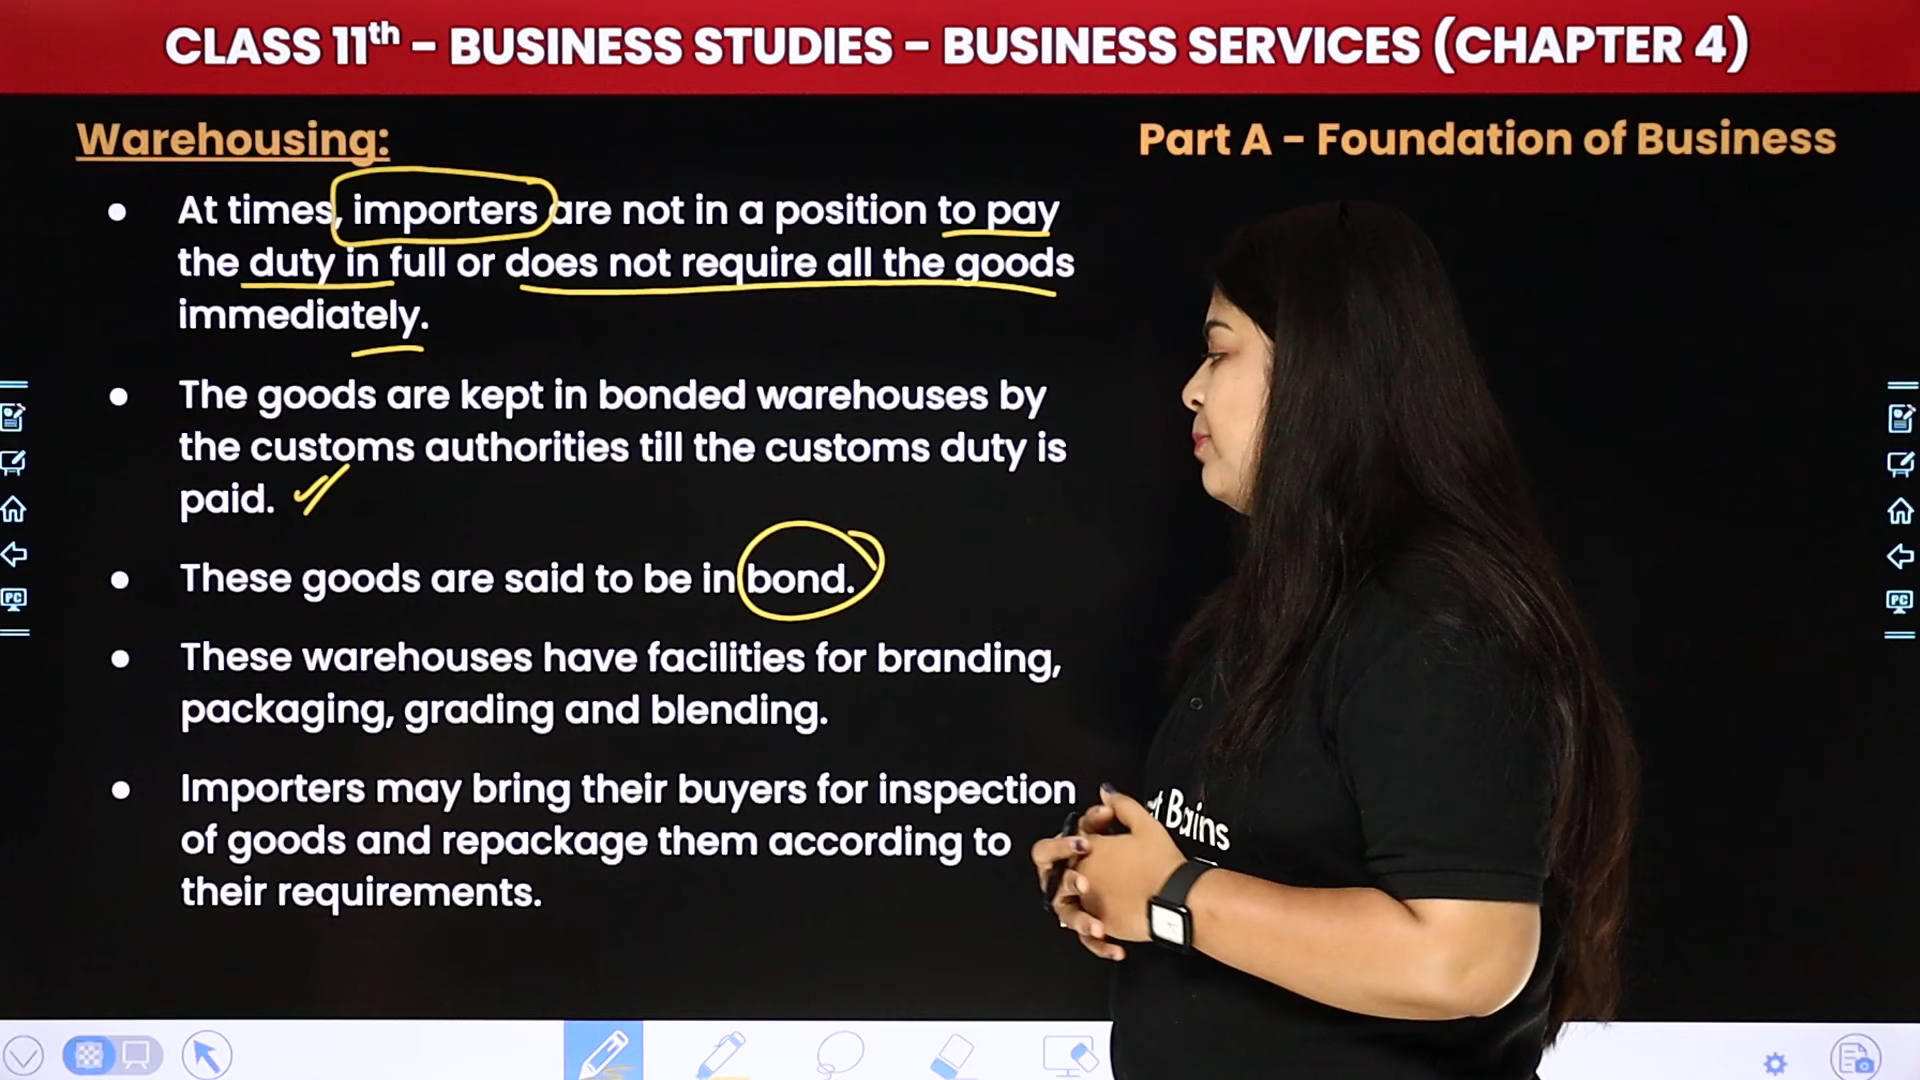 CLASS 11th - BUSINESS STUDIES - BUSINESS SERVICES (CHAPTER 4)
Warehousing:
Part A - Foundation of Business
● At times, importers are not in a position to pay
the duty in full or does not require all the goods
immediately.
● The goods are kept in bonded warehouses by
the customs authorities till the customs duty is
paid.
● These goods are said to be in bond.
● These warehouses have facilities for branding,
packaging, grading and blending.
● Importers may bring their buyers for inspection
of goods and repackage them according to
their requirements.
Bains
PC
PC